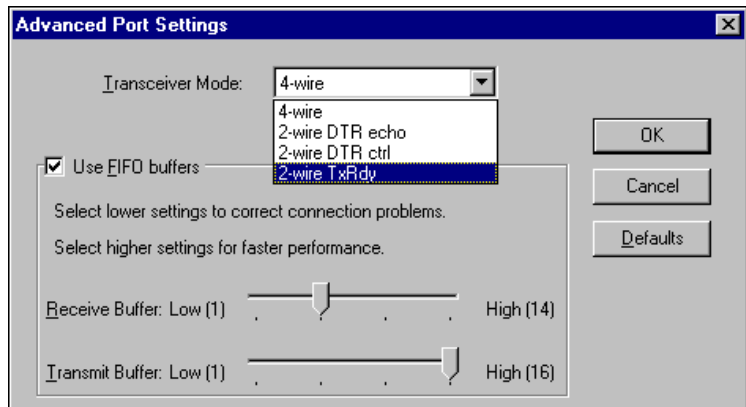 Advanced Port Settings
Transceiver Mode: 4-wire
4-wire
2-wire DTR echo
2-wire DTR ctrl
2-wire TxRdy
OK
Cancel
Defaults
Use FIFO buffers
Select lower settings to correct connection problems.
Select higher settings for faster performance.
Receive Buffer: Low (1) High (14)
Transmit Buffer: Low (1) High (16)